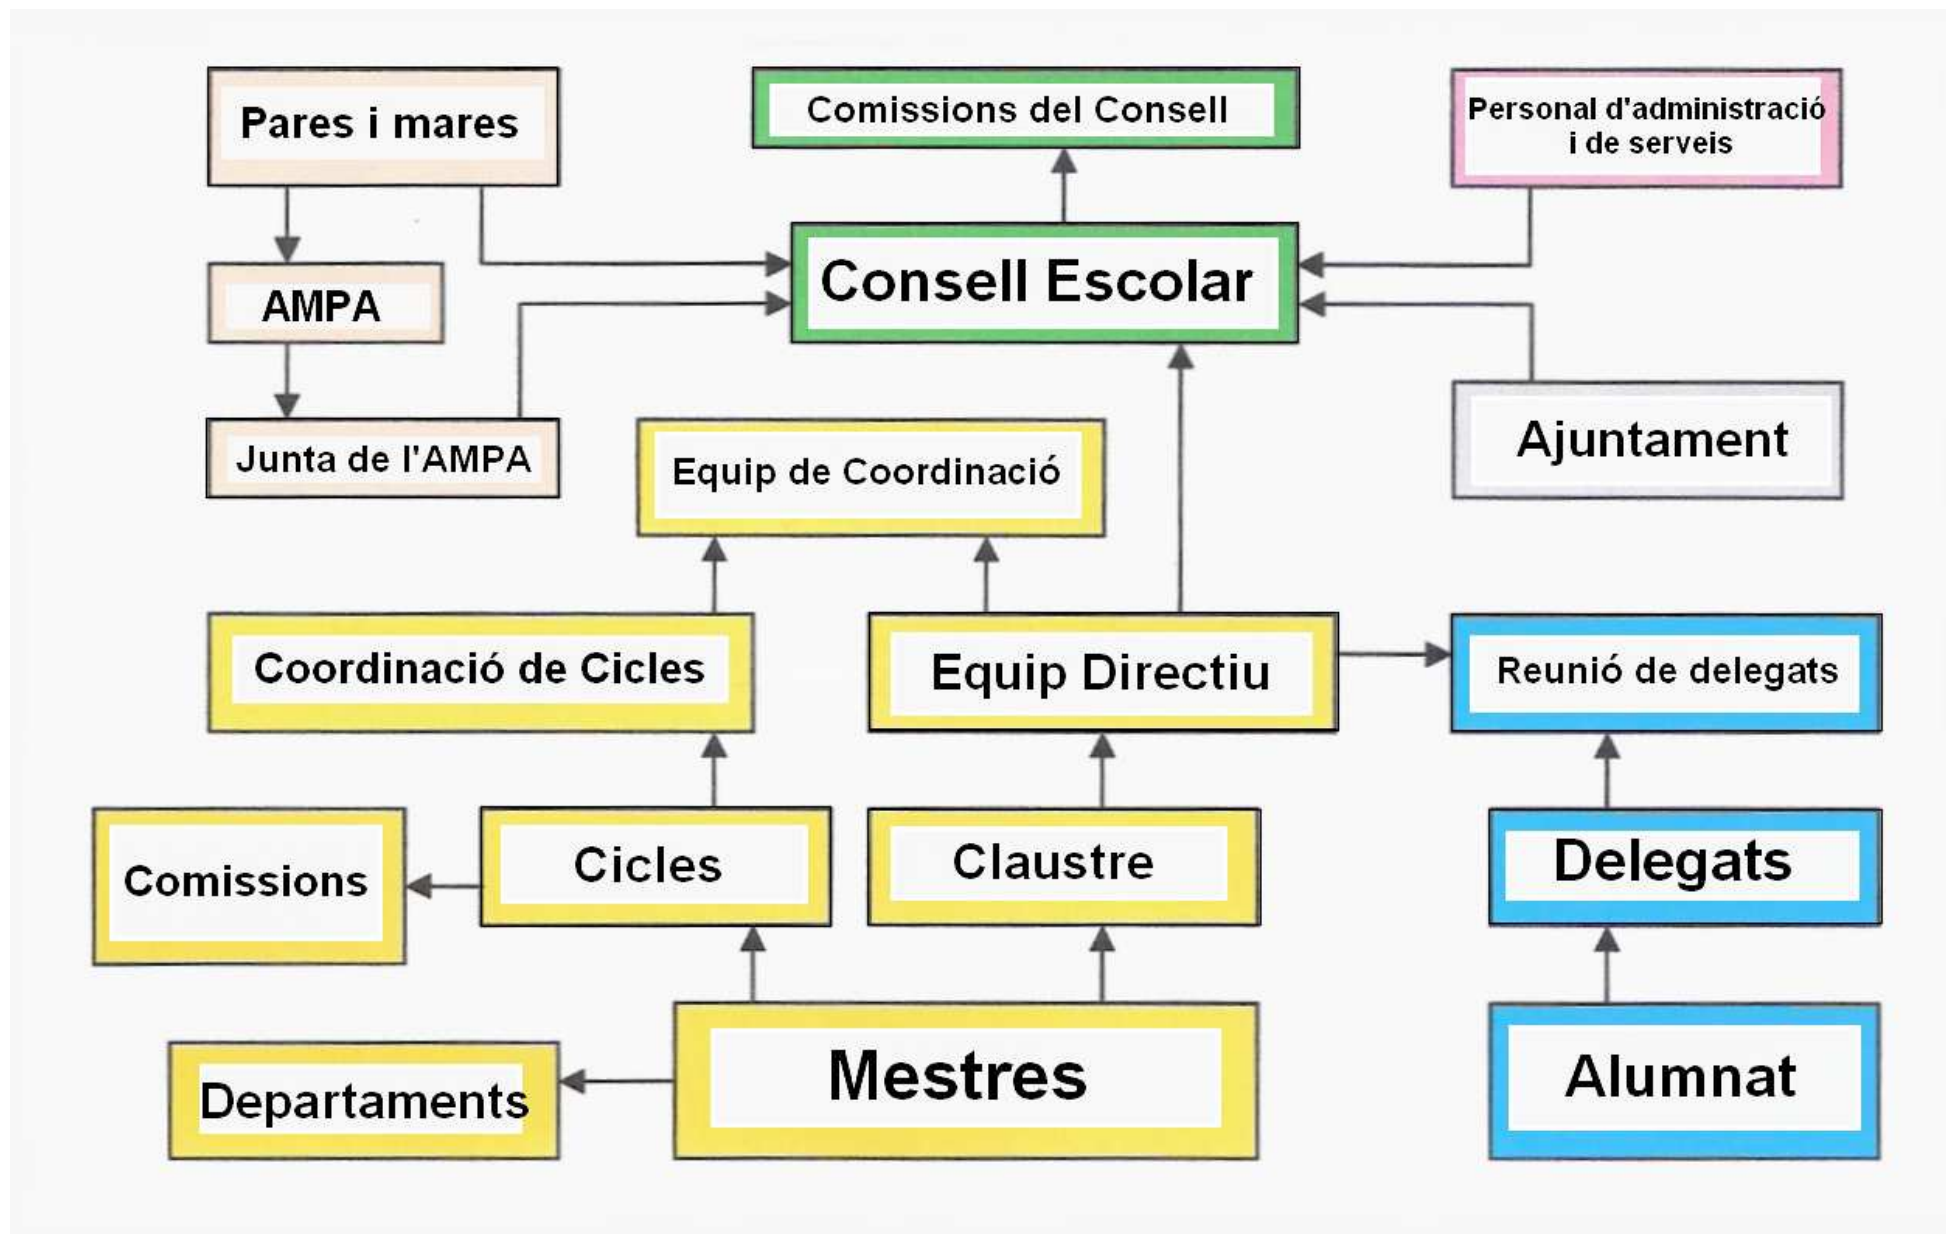 Pares i mares
Comissions del Consell
Personal d'administració
i de serveis
Consell Escolar
AMPA
Junta de l'AMPA
Equip de Coordinació
Ajuntament
Coordinació de Cicles
Equip Directiu
Reunió de delegats
Comissions
Cicles
Claustre
Delegats
Departaments
Mestres
Alumnat